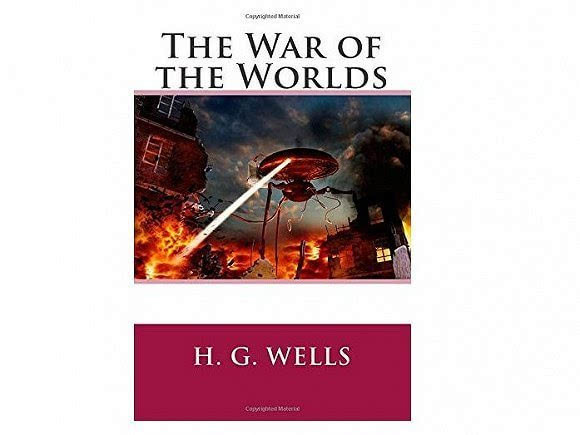 Copyrighted Material
The War of
the Worlds
H. G. WELLS
Copyrighted Material